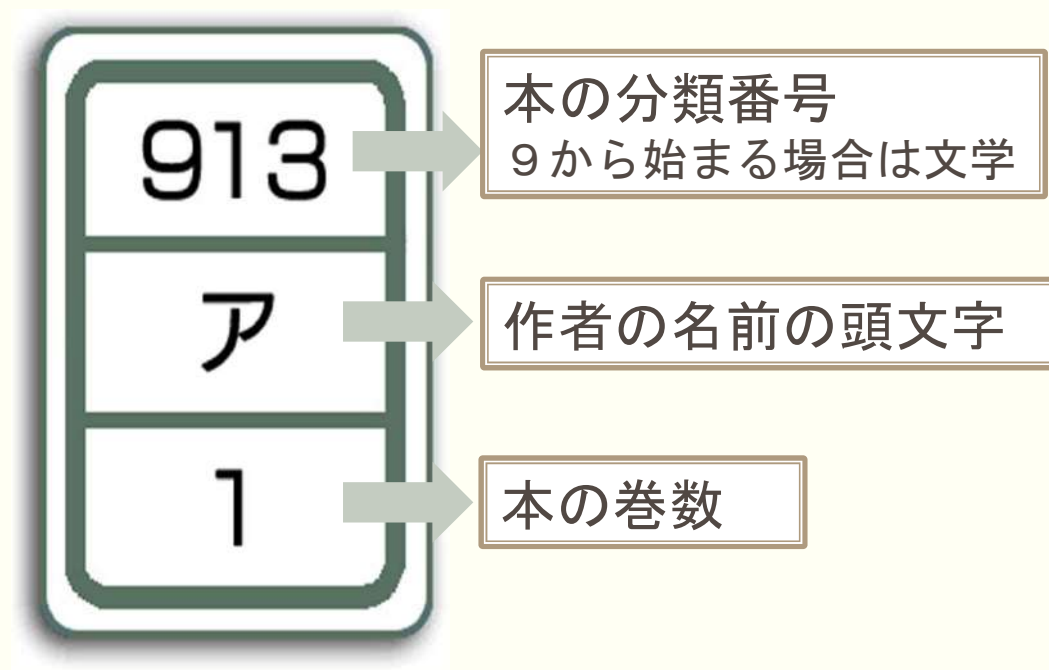 913
本の分類番号
９から始まる場合は文学
ア
作者の名前の頭文字
1
本の巻数